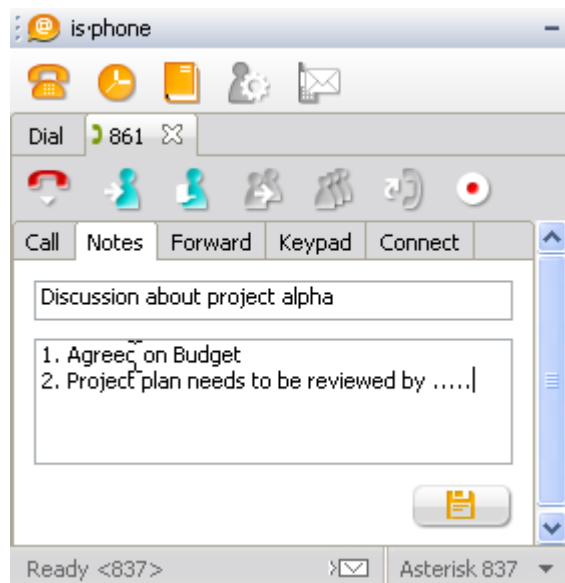 is·phone
Dial 861
Call Notes Forward Keypad Connect
Discussion about project alpha
1. Agreed on Budget
2. Project plan needs to be reviewed by .....
Ready <837> Asterisk 837